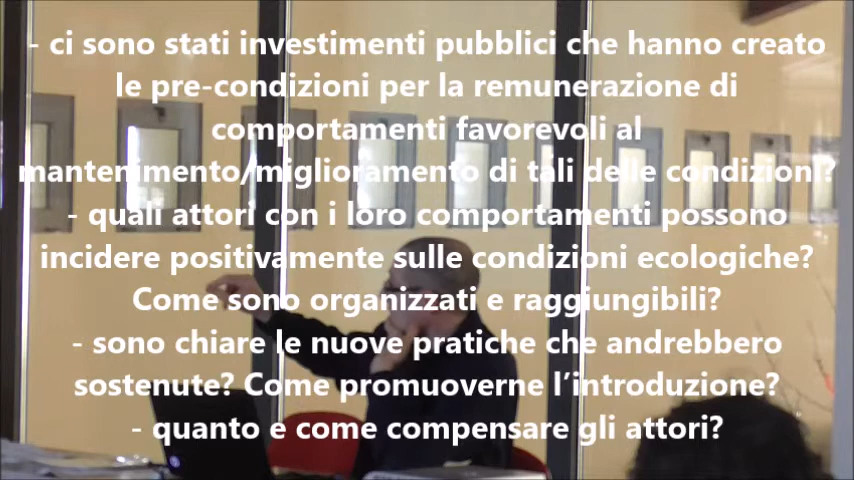 - ci sono stati investimenti pubblici che hanno creato
le pre-condizioni per la remunerazione di
comportamenti favorevoli al
mantenimento/miglioramento di tali delle condizioni?
- quali attori con i loro comportamenti possono
incidere positivamente sulle condizioni ecologiche?
Come sono organizzati e raggiungibili?
- sono chiare le nuove pratiche che andrebbero
sostenute? Come promuoverne l’introduzione?
- quanto e come compensare gli attori?